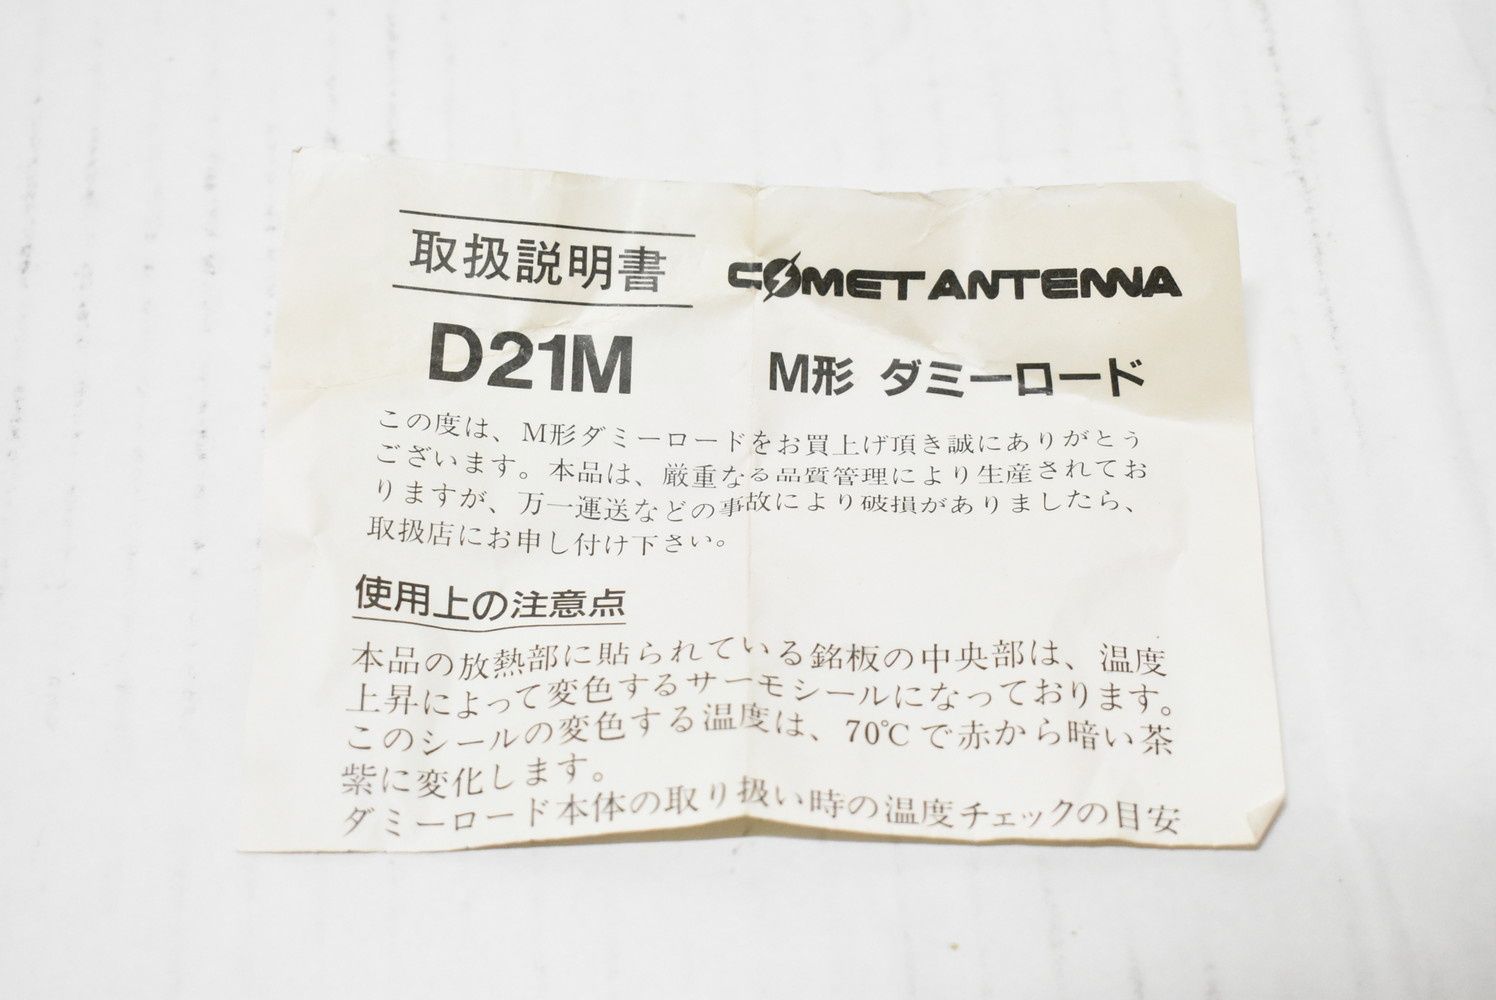 取扱説明書
COMET ANTENNA
D21M
M形 ダミーロード
この度は、M形ダミーロードをお買上げ頂き誠にありがとう
ございます。本品は、厳重なる品質管理により生産されてお
りますが、万一運送などの事故により破損がありましたら、
取扱店にお申し付け下さい。
使用上の注意点
本品の放熱部に貼られている銘板の中央部は、温度
上昇によって変色するサーモシールになっております。
このシールの変色する温度は、70℃で赤から暗い茶
紫に変化します。
ダミーロード本体の取り扱い時の温度チェックの目安